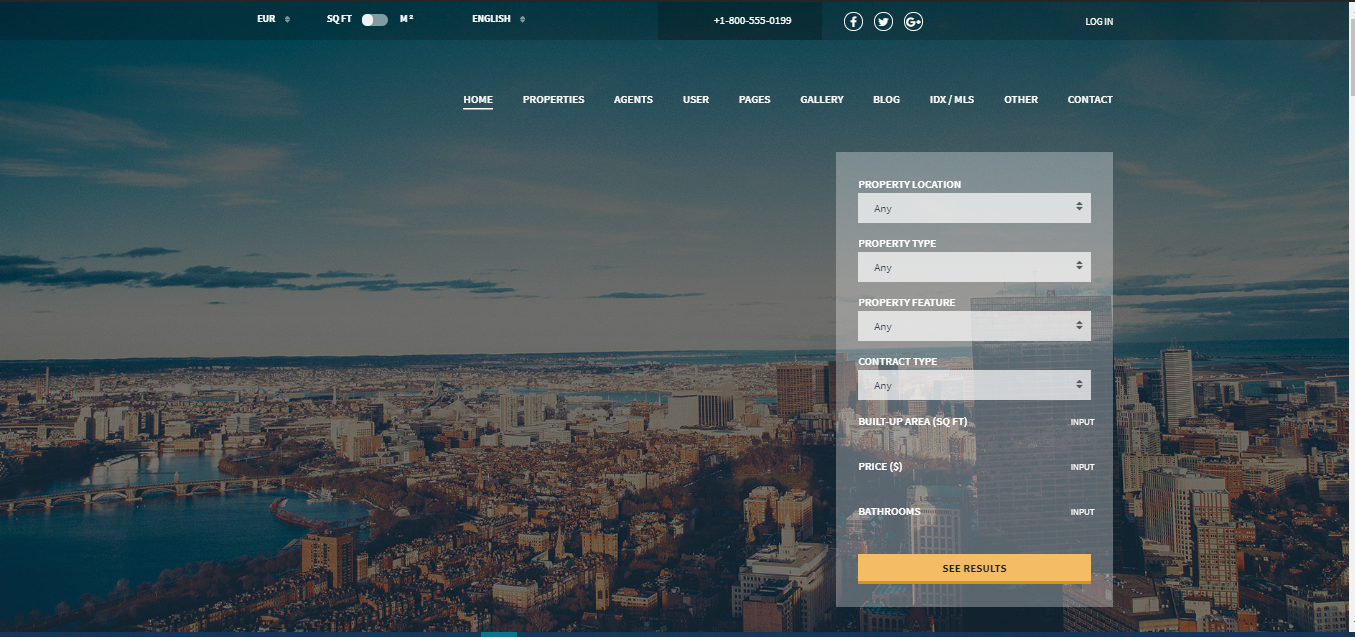 EUR SQ FT M² ENGLISH +1-800-555-0199 LOG IN
HOME PROPERTIES AGENTS USER PAGES GALLERY BLOG IDX / MLS OTHER CONTACT
PROPERTY LOCATION
Any
PROPERTY TYPE
Any
PROPERTY FEATURE
Any
CONTRACT TYPE
Any
BUILT-UP AREA (SQ FT) INPUT
PRICE ($) INPUT
BATHROOMS INPUT
SEE RESULTS